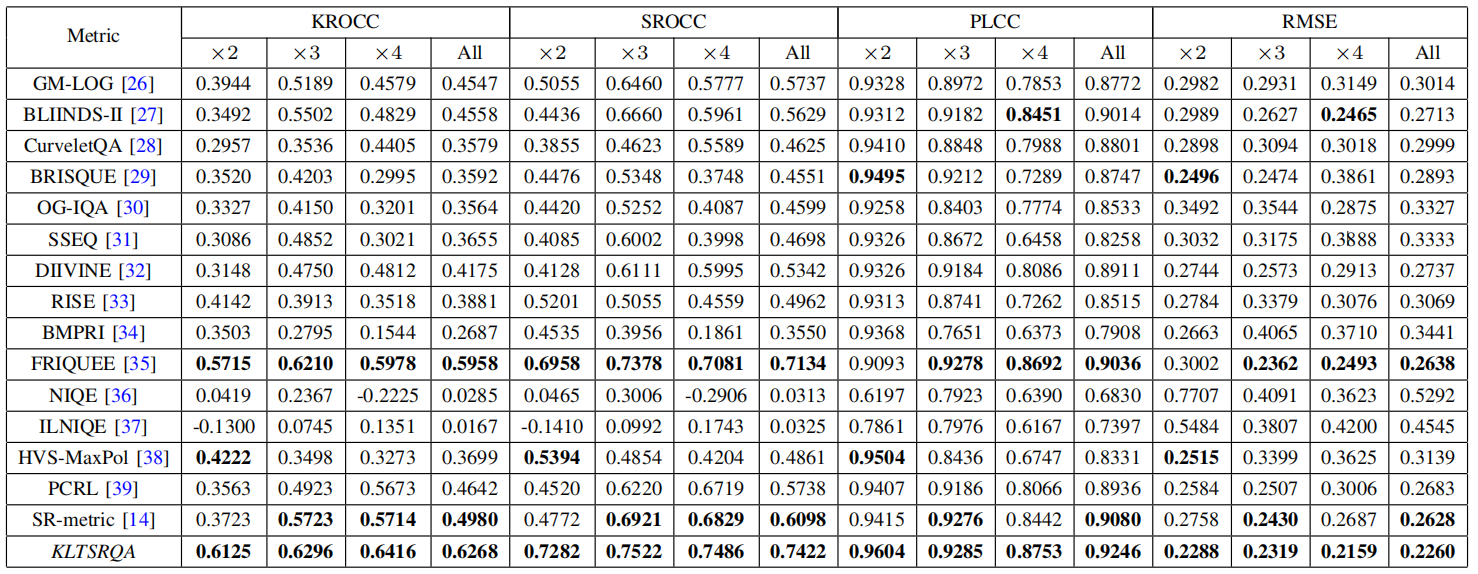 Metric KROCC SROCC PLCC RMSE
×2 ×3 ×4 All ×2 ×3 ×4 All ×2 ×3 ×4 All ×2 ×3 ×4 All
GM-LOG [26] 0.3944 0.5189 0.4579 0.4547 0.5055 0.6460 0.5777 0.5737 0.9328 0.8972 0.7853 0.8772 0.2982 0.2931 0.3149 0.3014
BLIINDS-II [27] 0.3492 0.5502 0.4829 0.4558 0.4436 0.6660 0.5961 0.5629 0.9312 0.9182 0.8451 0.9014 0.2989 0.2627 0.2465 0.2713
CurveletQA [28] 0.2957 0.3536 0.4405 0.3579 0.3855 0.4623 0.5589 0.4625 0.9410 0.8848 0.7988 0.8801 0.2898 0.3094 0.3018 0.2999
BRISQUE [29] 0.3520 0.4203 0.2995 0.3592 0.4476 0.5348 0.3748 0.4551 0.9495 0.9212 0.7289 0.8747 0.2496 0.2474 0.3861 0.2893
OG-IQA [30] 0.3327 0.4150 0.3201 0.3564 0.4420 0.5252 0.4087 0.4599 0.9258 0.8403 0.7774 0.8533 0.3492 0.3544 0.2875 0.3327
SSEQ [31] 0.3086 0.4852 0.3021 0.3655 0.4085 0.6002 0.3998 0.4698 0.9326 0.8672 0.6458 0.8258 0.3032 0.3175 0.3888 0.3333
DIIVINE [32] 0.3148 0.4750 0.4812 0.4175 0.4128 0.6111 0.5995 0.5342 0.9326 0.9184 0.8086 0.8911 0.2744 0.2573 0.2913 0.2737
RISE [33] 0.4142 0.3913 0.3518 0.3881 0.5201 0.5055 0.4559 0.4962 0.9313 0.8741 0.7262 0.8515 0.2784 0.3379 0.3076 0.3069
BMPRI [34] 0.3503 0.2795 0.1544 0.2687 0.4535 0.3956 0.1861 0.3550 0.9368 0.7651 0.6373 0.7908 0.2663 0.4065 0.3710 0.3441
FRIQUEE [35] 0.5715 0.6210 0.5978 0.5958 0.6958 0.7378 0.7081 0.7134 0.9093 0.9278 0.8692 0.9036 0.3002 0.2362 0.2493 0.2638
NIQE [36] 0.0419 0.2367 -0.2225 0.0285 0.0465 0.3006 -0.2906 0.0313 0.6197 0.7923 0.6390 0.6830 0.7707 0.4091 0.3623 0.5292
ILNIQE [37] -0.1300 0.0745 0.1351 0.0167 -0.1410 0.0992 0.1743 0.0325 0.7861 0.7976 0.6167 0.7397 0.5484 0.3807 0.4200 0.4545
HVS-MaxPol [38] 0.4222 0.3498 0.3273 0.3699 0.5394 0.4854 0.4204 0.4861 0.9504 0.8436 0.6747 0.8331 0.2515 0.3399 0.3625 0.3139
PCRL [39] 0.3563 0.4923 0.5673 0.4642 0.4520 0.6220 0.6719 0.5738 0.9407 0.9186 0.8066 0.8936 0.2584 0.2507 0.3006 0.2683
SR-metric [14] 0.3723 0.5723 0.5714 0.4980 0.4772 0.6921 0.6829 0.6098 0.9415 0.9276 0.8442 0.9080 0.2758 0.2430 0.2687 0.2628
KLTSRQA 0.6125 0.6296 0.6416 0.6268 0.7282 0.7522 0.7486 0.7422 0.9604 0.9285 0.8753 0.9246 0.2288 0.2319 0.2159 0.2260